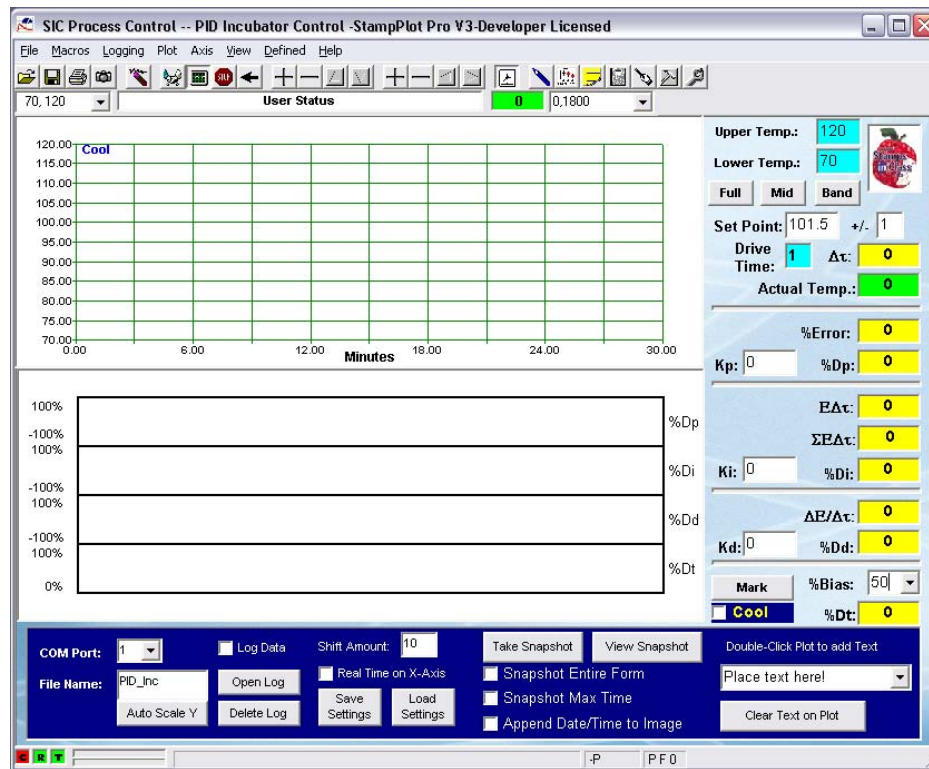 SIC Process Control -- PID Incubator Control -StampPlot Pro V3-Developer Licensed
File Macros Logging Plot Axis View Defined Help
70, 120 User Status 0 0,1800
120.00 Cool
115.00
110.00
105.00
100.00
95.00
90.00
85.00
80.00
75.00
70.00
0.00 6.00 12.00 18.00 24.00 30.00
Minutes
100%
-100%
%Dp
100%
-100%
%Di
100%
-100%
%Dd
100%
0%
%Dt
Upper Temp.: 120
Lower Temp.: 70
Stamps
in Class
Full Mid Band
Set Point: 101.5 +/- 1
Drive Time: 1 Δτ: 0
Actual Temp.: 0
%Error: 0
Kp: 0 %Dp: 0
EΔτ: 0
ΣEΔτ: 0
Ki: 0 %Di: 0
ΔE/Δτ: 0
Kd: 0 %Dd: 0
Mark %Bias: 50
Cool %Dt: 0
COM Port: 1 Log Data Shift Amount: 10 Take Snapshot View Snapshot Double-Click Plot to add Text
Real Time on X-Axis Snapshot Entire Form
File Name: PID_Inc Open Log Place text here!
Snapshot Max Time
Auto Scale Y Delete Log Save Settings Load Settings Clear Text on Plot
Append Date/Time to Image
C R T -P P F 0